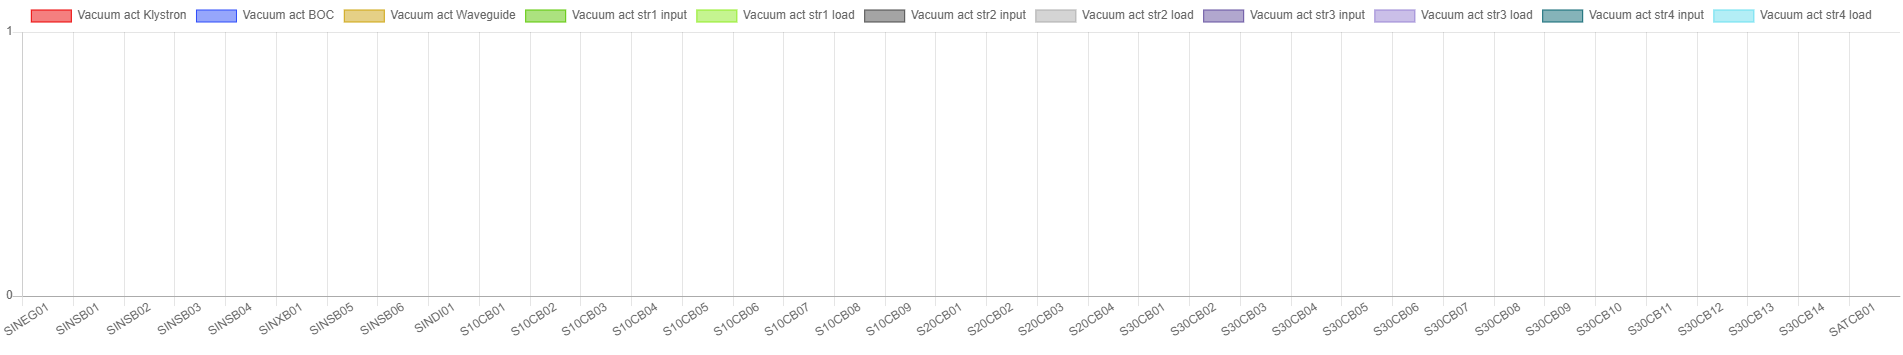 Vacuum act Klystron Vacuum act BOC Vacuum act Waveguide Vacuum act str1 input Vacuum act str1 load Vacuum act str2 input Vacuum act str2 load Vacuum act str3 input Vacuum act str3 load Vacuum act str4 input Vacuum act str4 load
1
0
SINEG01 SINSB01 SINSB02 SINSB03 SINSB04 SINXB01 SINSB05 SINSB06 SINDI01 S10CB01 S10CB02 S10CB03 S10CB04 S10CB05 S10CB06 S10CB07 S10CB08 S10CB09 S20CB01 S20CB02 S20CB03 S20CB04 S30CB01 S30CB02 S30CB03 S30CB04 S30CB05 S30CB06 S30CB07 S30CB08 S30CB09 S30CB10 S30CB11 S30CB12 S30CB13 S30CB14 SATCB01